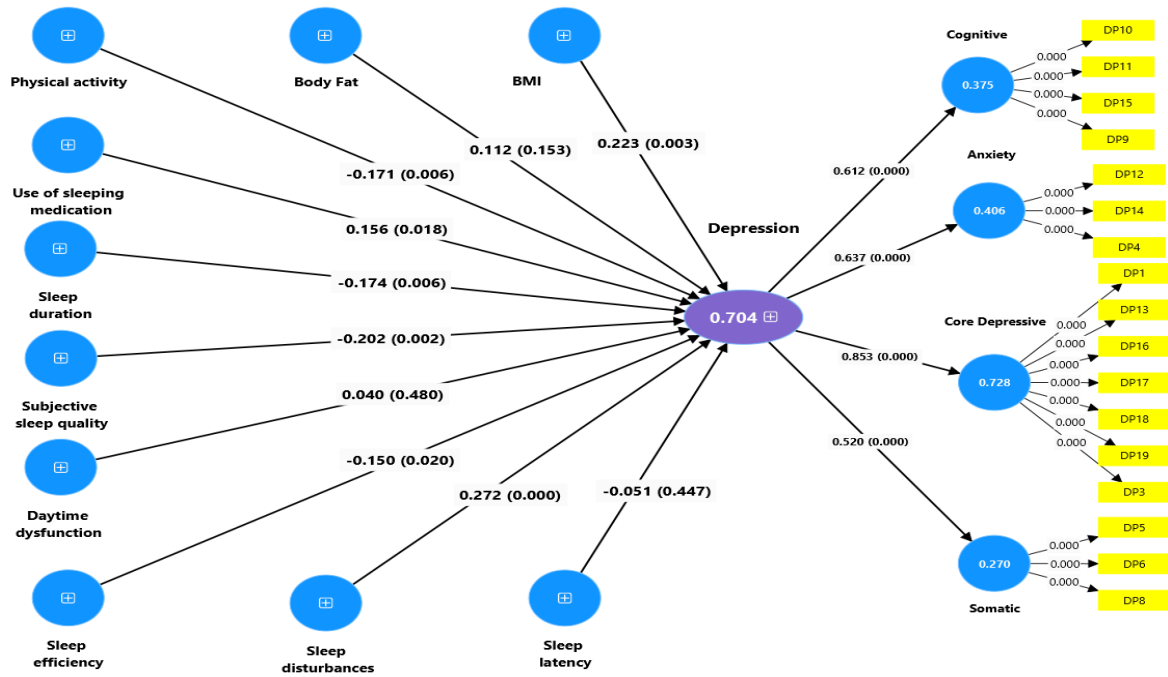 Physical activity
Body Fat
BMI
Use of sleeping
medication
Sleep
duration
Subjective
sleep quality
Daytime
dysfunction
Sleep
efficiency
Sleep
disturbances
Sleep
latency
-0.171 (0.006)
0.112 (0.153)
0.223 (0.003)
0.156 (0.018)
-0.174 (0.006)
-0.202 (0.002)
0.040 (0.480)
-0.150 (0.020)
0.272 (0.000)
-0.051 (0.447)
Depression
0.704
0.612 (0.000)
0.637 (0.000)
0.853 (0.000)
0.520 (0.000)
Cognitive
0.375
0.000
0.000
0.000
0.000
DP10
DP11
DP15
DP9
Anxiety
0.406
0.000
0.000
0.000
DP12
DP14
DP4
Core Depressive
0.728
0.000
0.000
0.000
0.000
0.000
0.000
0.000
DP1
DP13
DP16
DP17
DP18
DP19
DP3
0.270
Somatic
0.000
0.000
0.000
DP5
DP6
DP8